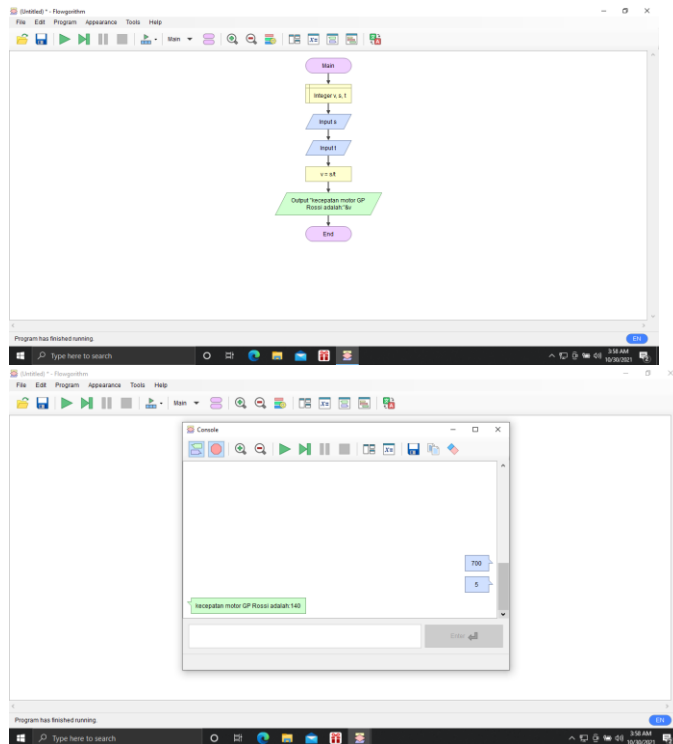 (Untitled) * - Flowgorithm
File Edit Program Appearance Tools Help
Main
Main
Integer v, s, t
Input s
Input t
v = s/t
Output "kecepatan motor GP
Rossi adalah:"&v
End
Program has finished running.
EN
Type here to search
3:58 AM
10/30/2021
(Untitled) * - Flowgorithm
File Edit Program Appearance Tools Help
Main
Console
700
5
kecepatan motor GP Rossi adalah:140
Enter
Program has finished running.
EN
Type here to search
3:58 AM
10/30/2021